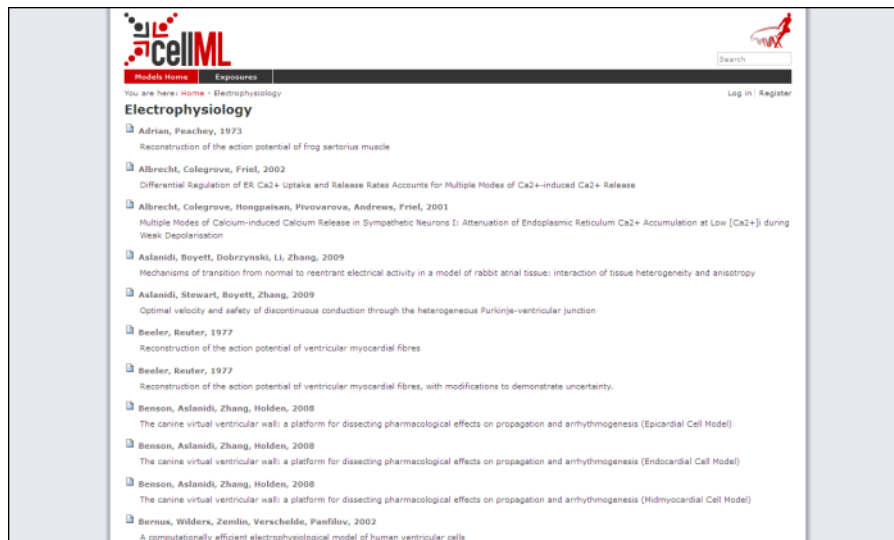 cellML
Search
Models Home Exposures
You are here: Home › Electrophysiology Log in Register
Electrophysiology
Adrian, Peachey, 1973
Reconstruction of the action potential of frog sartorius muscle
Albrecht, Colegrove, Friel, 2002
Differential Regulation of ER Ca2+ Uptake and Release Rates Accounts for Multiple Modes of Ca2+-induced Ca2+ Release
Albrecht, Colegrove, Hongpaisan, Pivovarova, Andrews, Friel, 2001
Multiple Modes of Calcium-induced Calcium Release in Sympathetic Neurons I: Attenuation of Endoplasmic Reticulum Ca2+ Accumulation at Low [Ca2+]i during
Weak Depolarisation
Aslanidi, Boyett, Dobrzynski, Li, Zhang, 2009
Mechanisms of transition from normal to reentrant electrical activity in a model of rabbit atrial tissue: interaction of tissue heterogeneity and anisotropy
Aslanidi, Stewart, Boyett, Zhang, 2009
Optimal velocity and safety of discontinuous conduction through the heterogeneous Purkinje-ventricular junction
Beeler, Reuter, 1977
Reconstruction of the action potential of ventricular myocardial fibres
Beeler, Reuter, 1977
Reconstruction of the action potential of ventricular myocardial fibres, with modifications to demonstrate uncertainty.
Benson, Aslanidi, Zhang, Holden, 2008
The canine virtual ventricular wall: a platform for dissecting pharmacological effects on propagation and arrhythmogenesis (Epicardial Cell Model)
Benson, Aslanidi, Zhang, Holden, 2008
The canine virtual ventricular wall: a platform for dissecting pharmacological effects on propagation and arrhythmogenesis (Endocardial Cell Model)
Benson, Aslanidi, Zhang, Holden, 2008
The canine virtual ventricular wall: a platform for dissecting pharmacological effects on propagation and arrhythmogenesis (Midmyocardial Cell Model)
Bernus, Wilders, Zemlin, Verschelde, Panfilov, 2002
A computationally efficient electrophysiological model of human ventricular cells